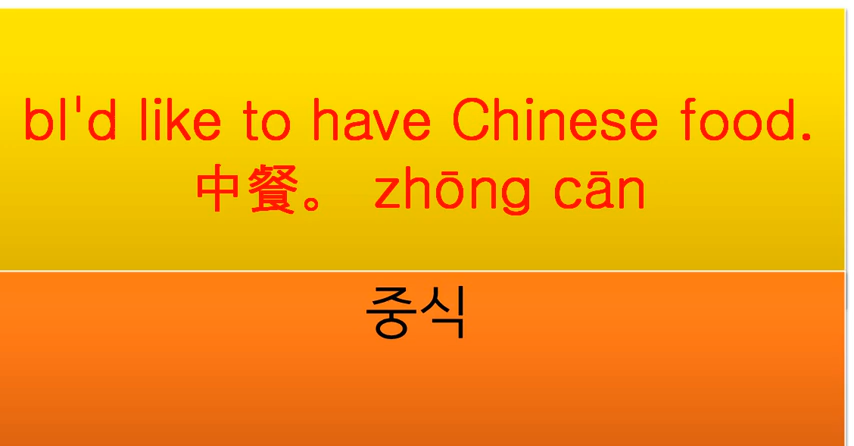 bI'd like to have Chinese food.
中餐。 zhōng cān
중식